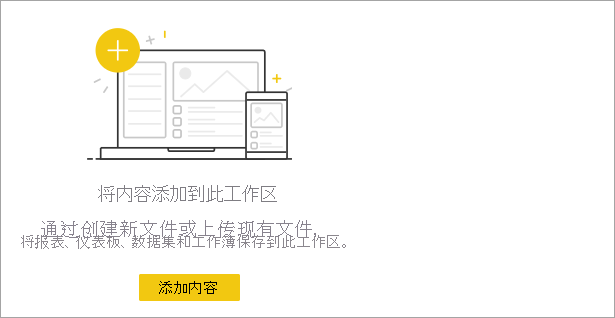 将内容添加到此工作区
通过创建新文件或上传现有文件,
将报表、仪表板、数据集和工作簿保存到此工作区。
添加内容